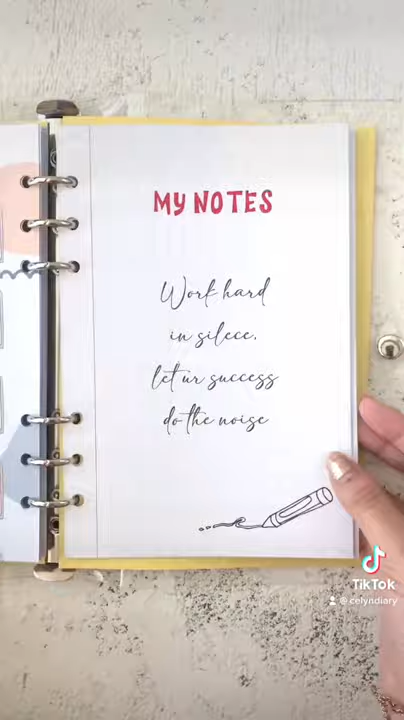 MY NOTES
Work hard
in silece.
let ur success
do the noise
TikTok
@celyndiary